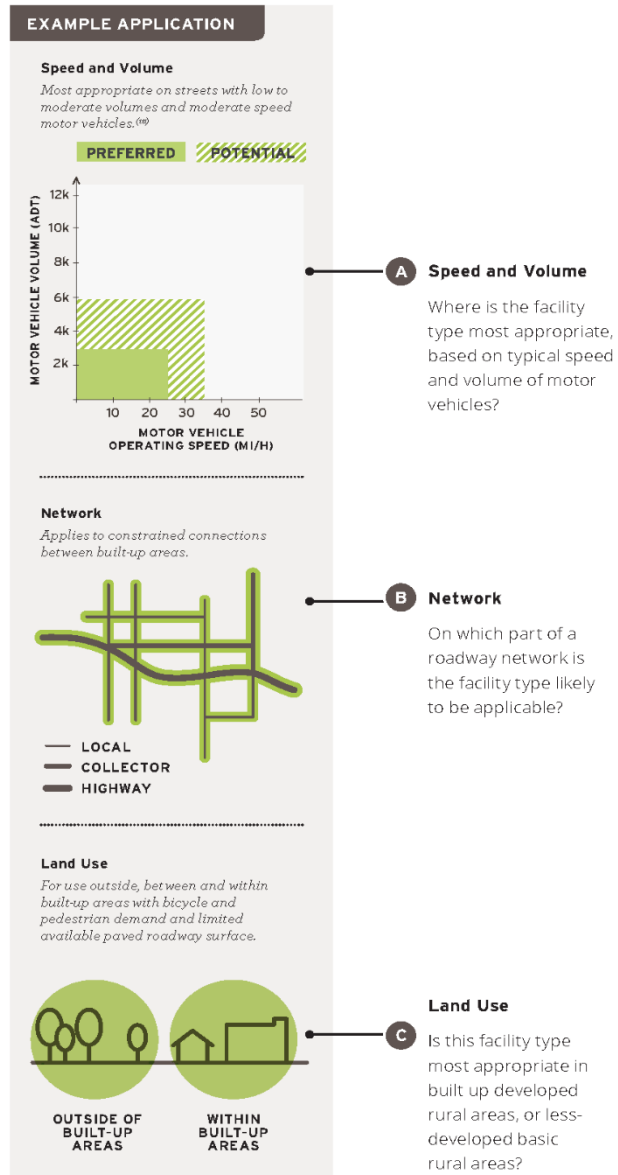 EXAMPLE APPLICATION
Speed and Volume
Most appropriate on streets with low to
moderate volumes and moderate speed
motor vehicles.(19)
PREFERRED
POTENTIAL
MOTOR VEHICLE VOLUME (ADT)
12k
10k
8k
6k
4k
2k
10 20 30 40 50
MOTOR VEHICLE
OPERATING SPEED (MI/H)
A Speed and Volume
Where is the facility
type most appropriate,
based on typical speed
and volume of motor
vehicles?
Network
Applies to constrained connections
between built-up areas.
LOCAL
COLLECTOR
HIGHWAY
B Network
On which part of a
roadway network is
the facility type likely
to be applicable?
Land Use
For use outside, between and within
built-up areas with bicycle and
pedestrian demand and limited
available paved roadway surface.
OUTSIDE OF
BUILT-UP
AREAS
WITHIN
BUILT-UP
AREAS
C Land Use
Is this facility type
most appropriate in
built up developed
rural areas, or less-
developed basic
rural areas?